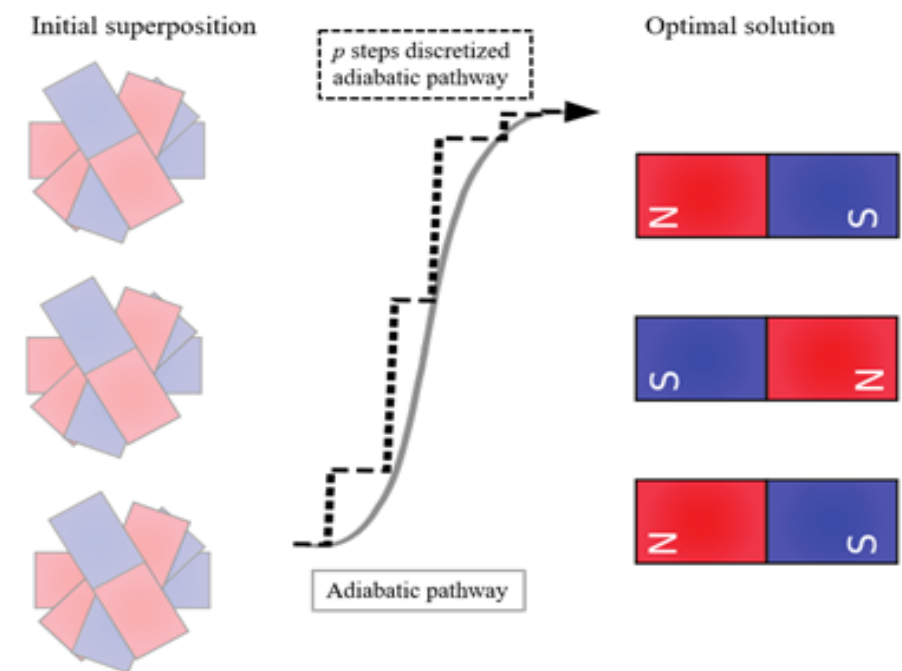 Initial superposition
p steps discretized
adiabatic pathway
Optimal solution
N S
S N
N S
Adiabatic pathway